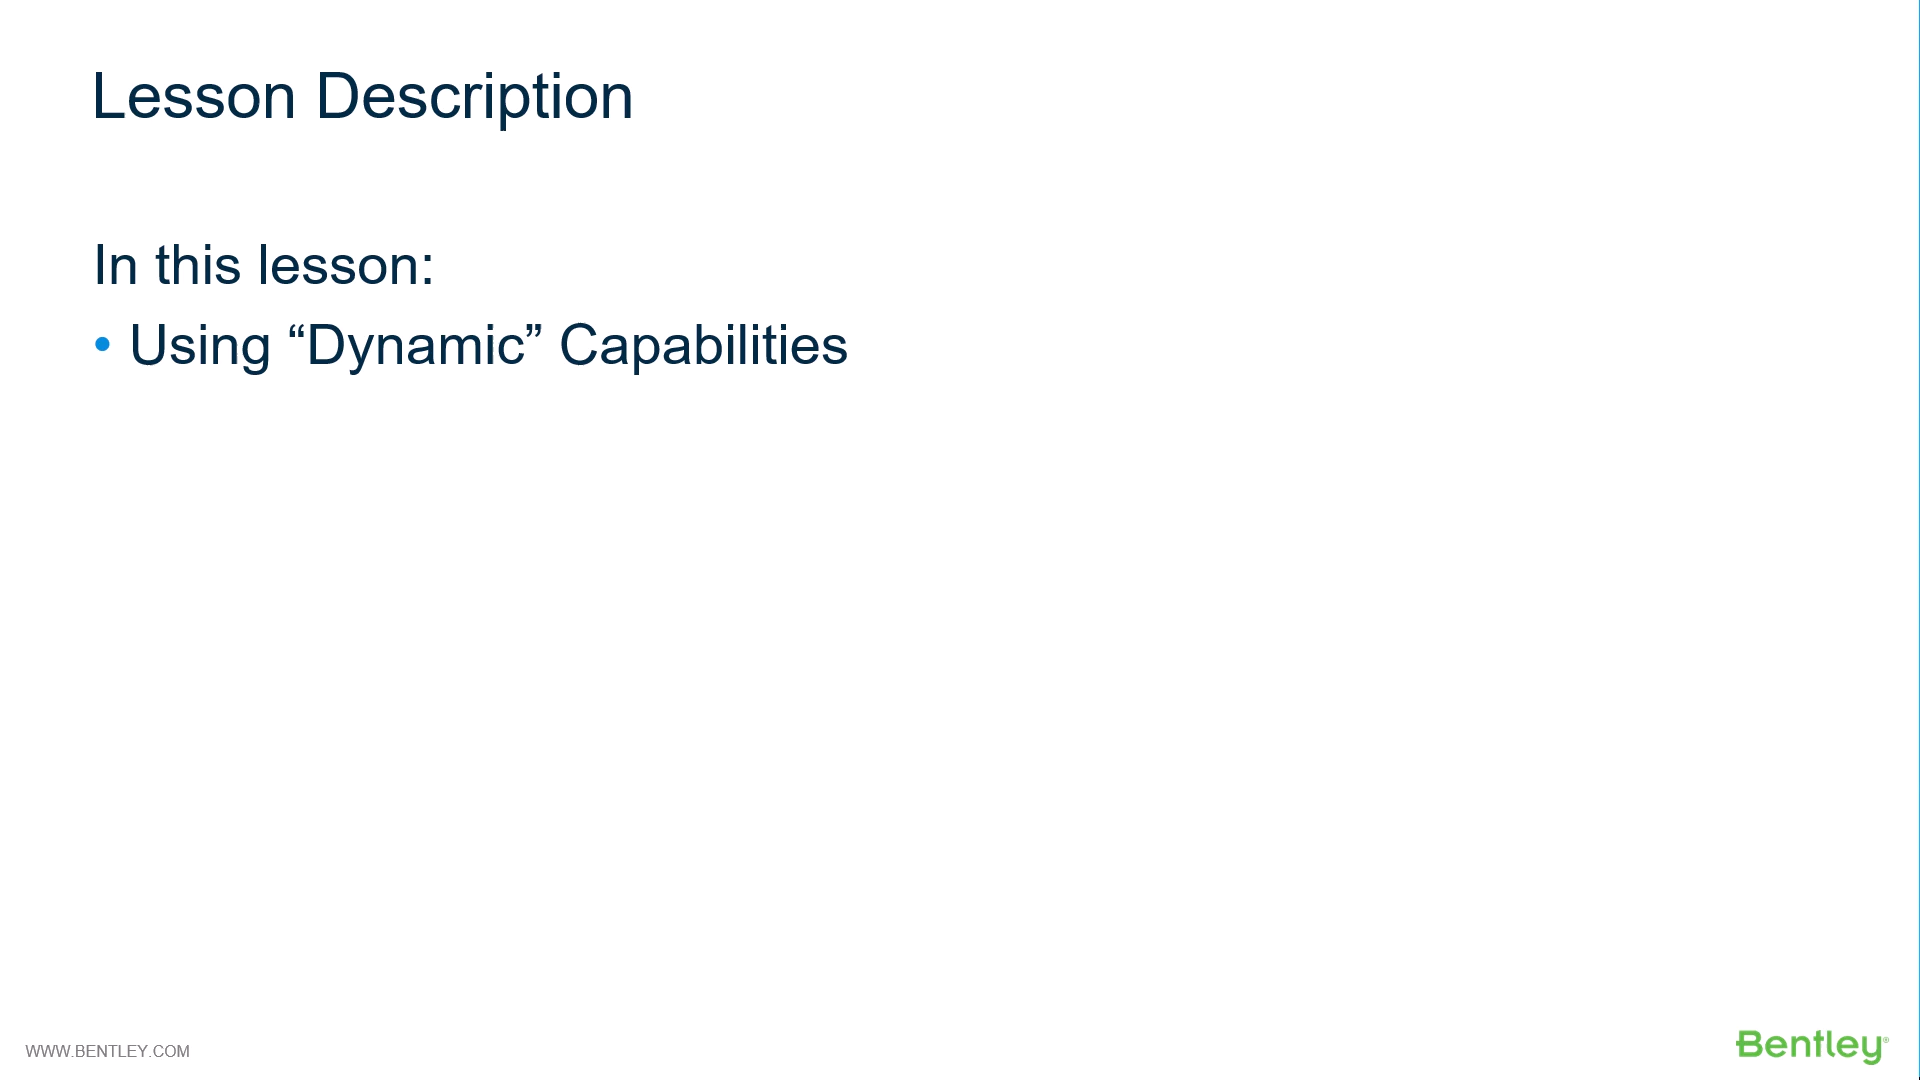 Lesson Description
In this lesson:
• Using “Dynamic” Capabilities
WWW.BENTLEY.COM
Bentley®